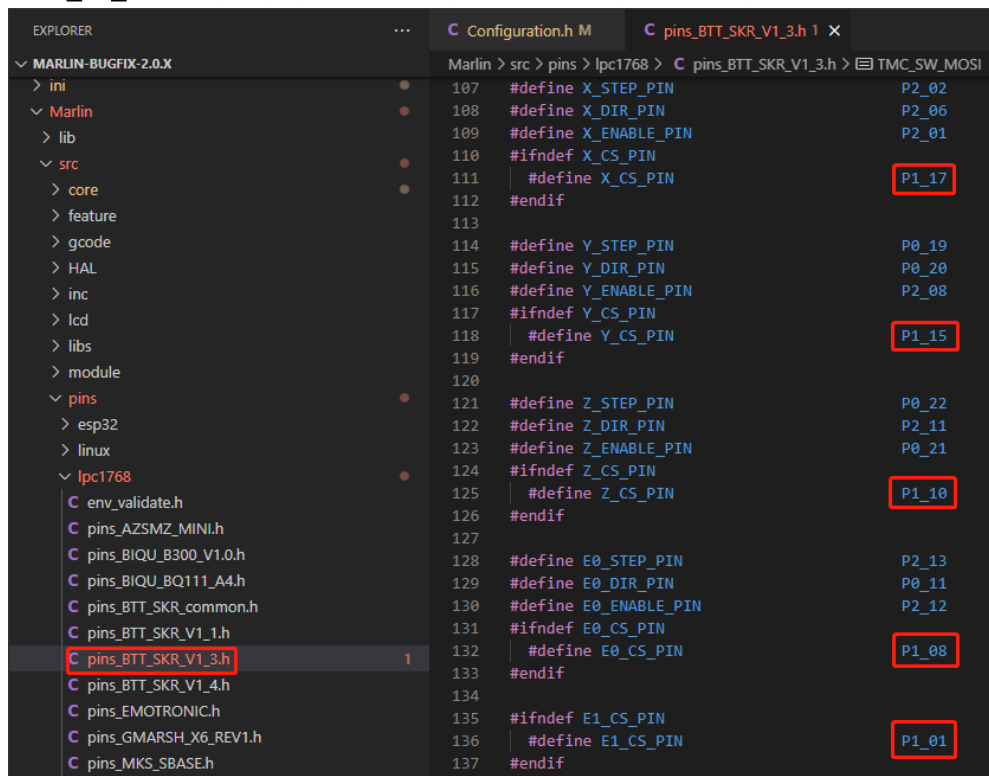 EXPLORER ...
MARLIN-BUGFIX-2.0.X
ini
Marlin
lib
src
core
feature
gcode
HAL
inc
lcd
libs
module
pins
esp32
linux
lpc1768
C env_validate.h
C pins_AZSMZ_MINI.h
C pins_BIQU_B300_V1.0.h
C pins_BIQU_BQ111_A4.h
C pins_BTT_SKR_common.h
C pins_BTT_SKR_V1_1.h
C pins_BTT_SKR_V1_3.h 1
C pins_BTT_SKR_V1_4.h
C pins_EMOTRONIC.h
C pins_GMARSH_X6_REV1.h
C pins_MKS_SBASE.h
C Configuration.h M C pins_BTT_SKR_V1_3.h 1 ×
Marlin > src > pins > lpc1768 > C pins_BTT_SKR_V1_3.h > TMC_SW_MOSI
107 #define X_STEP_PIN P2_02
108 #define X_DIR_PIN P2_06
109 #define X_ENABLE_PIN P2_01
110 #ifndef X_CS_PIN
111 #define X_CS_PIN P1_17
112 #endif
113
114 #define Y_STEP_PIN P0_19
115 #define Y_DIR_PIN P0_20
116 #define Y_ENABLE_PIN P2_08
117 #ifndef Y_CS_PIN
118 #define Y_CS_PIN P1_15
119 #endif
120
121 #define Z_STEP_PIN P0_22
122 #define Z_DIR_PIN P2_11
123 #define Z_ENABLE_PIN P0_21
124 #ifndef Z_CS_PIN
125 #define Z_CS_PIN P1_10
126 #endif
127
128 #define E0_STEP_PIN P2_13
129 #define E0_DIR_PIN P0_11
130 #define E0_ENABLE_PIN P2_12
131 #ifndef E0_CS_PIN
132 #define E0_CS_PIN P1_08
133 #endif
134
135 #ifndef E1_CS_PIN
136 #define E1_CS_PIN P1_01
137 #endif